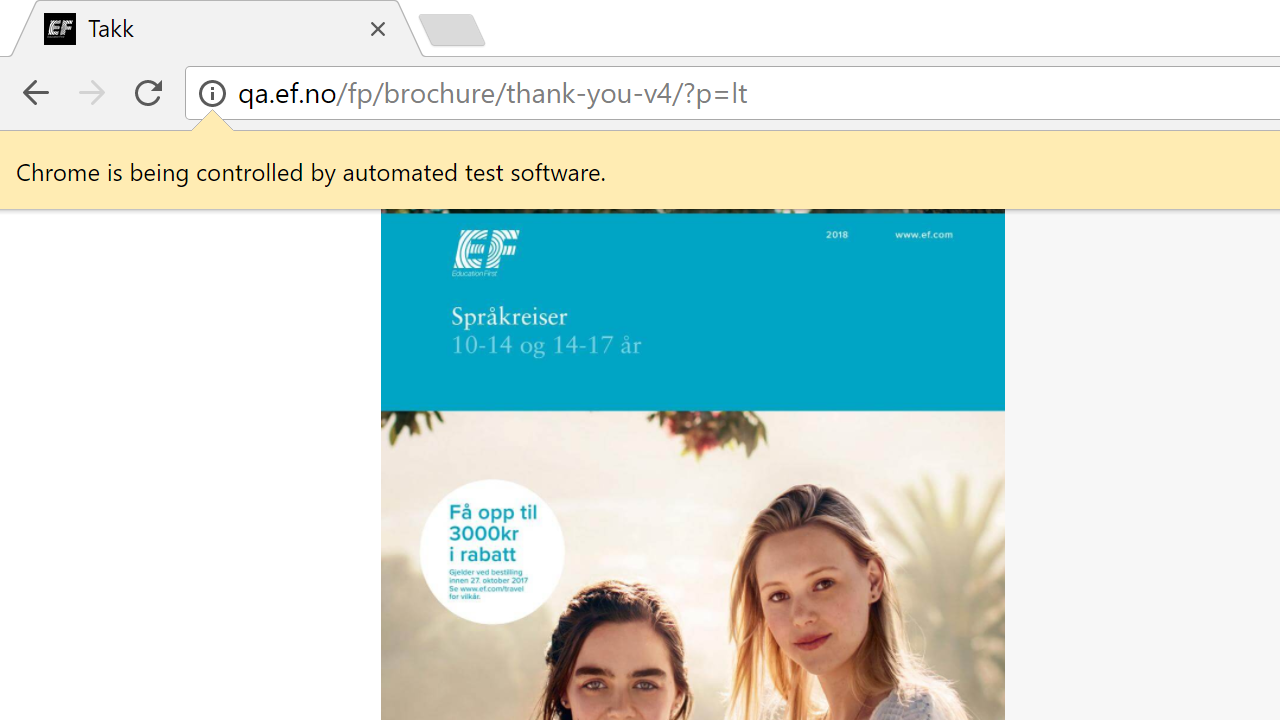 EF
Takk
qa.ef.no/fp/brochure/thank-you-v4/?p=lt
Chrome is being controlled by automated test software.
EF
Education First
2018
www.ef.com
Språkreiser
10-14 og 14-17 år
Få opp til
3000kr
i rabatt
Gjelder ved bestilling
innen 27. oktober 2017
Se www.ef.com/travel
for vilkår.